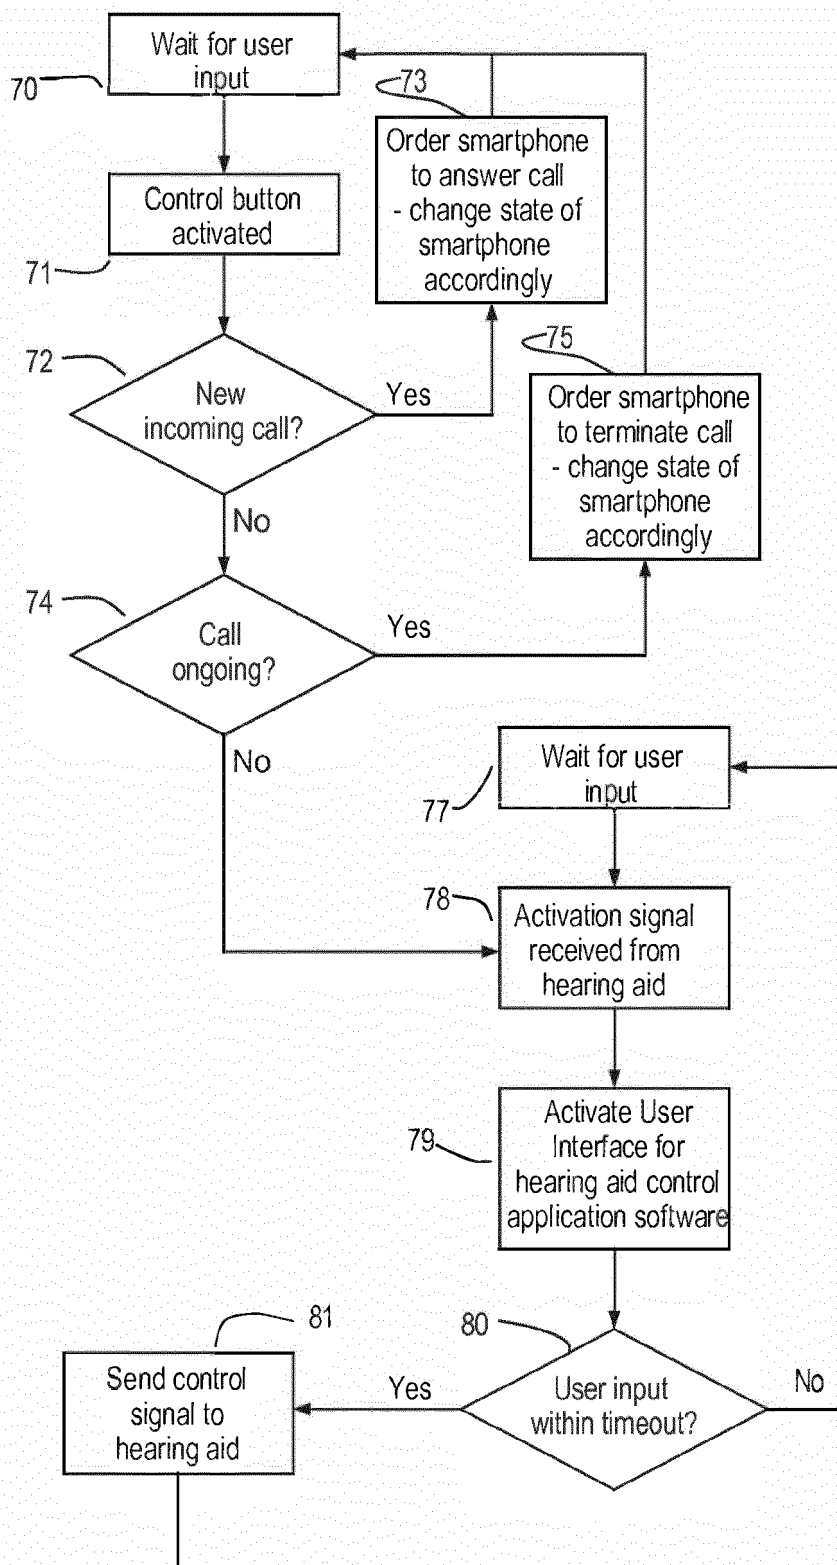 Wait for user
input
70
73
Order smartphone
to answer call
- change state of
smartphone
accordingly
Control button
activated
71
72
New
incoming call?
Yes
75
Order smartphone
to terminate call
- change state of
smartphone
accordingly
No
74
Call
ongoing?
Yes
No
Wait for user
input
77
78
Activation signal
received from
hearing aid
79
Activate User
Interface for
hearing aid control
application software
80
User input
within timeout?
No
Yes
81
Send control
signal to
hearing aid